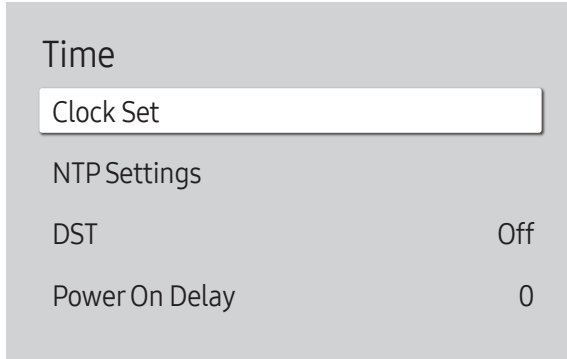 Time
Clock Set
NTP Settings
DST Off
Power On Delay 0